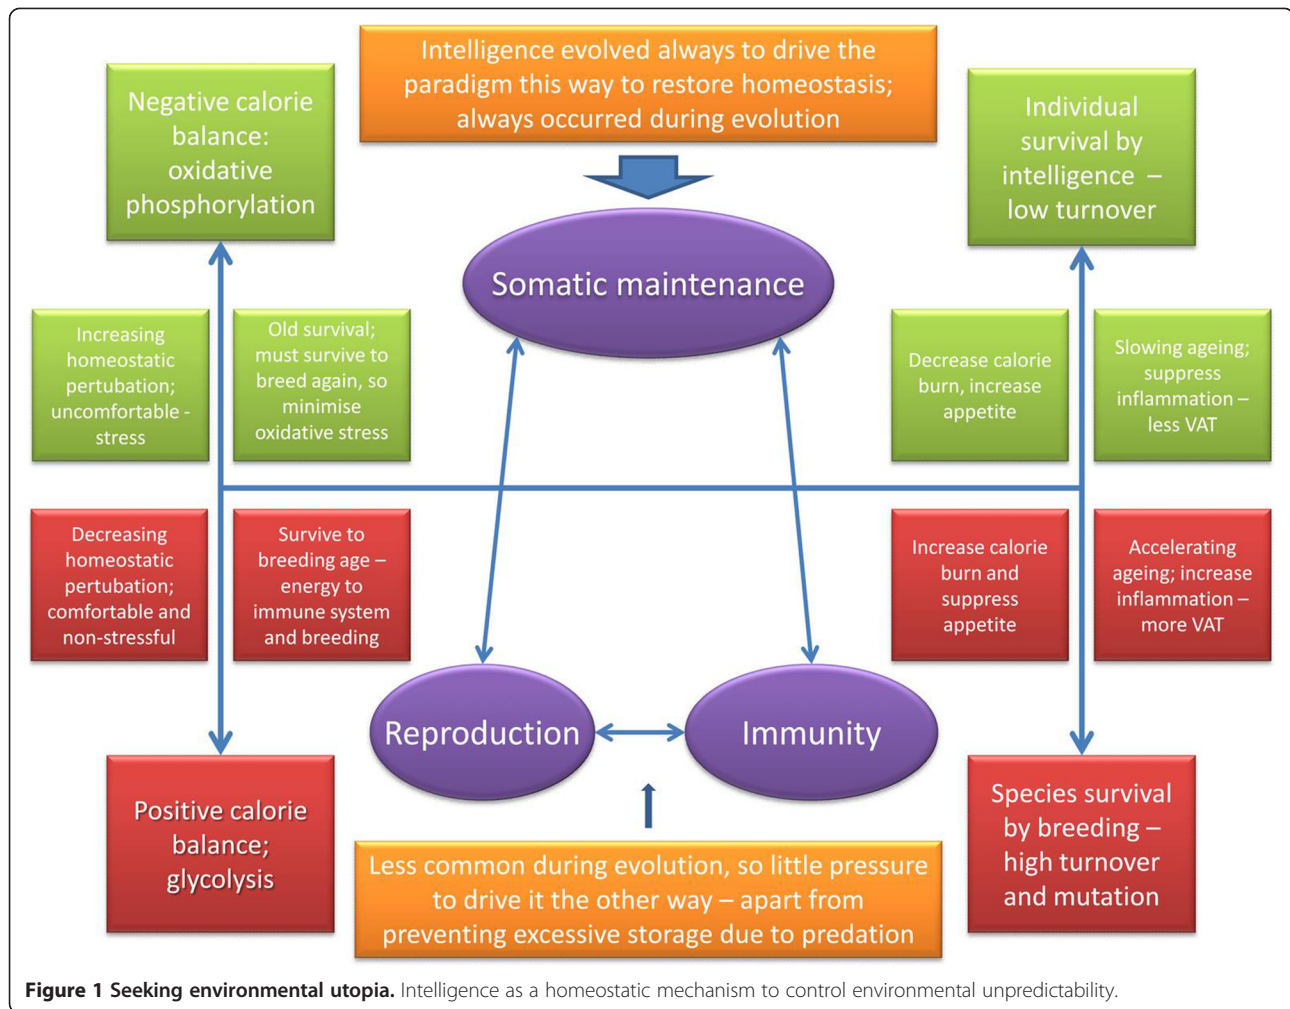 Intelligence evolved always to drive the
paradigm this way to restore homeostasis;
always occurred during evolution
Negative calorie
balance:
oxidative
phosphorylation
Individual
survival by
intelligence –
low turnover
Somatic maintenance
Increasing
homeostatic
pertubation;
uncomfortable -
stress
Old survival;
must survive to
breed again, so
minimise
oxidative stress
Decrease calorie
burn, increase
appetite
Slowing ageing;
suppress
inflammation –
less VAT
Decreasing
homeostatic
pertubation;
comfortable and
non-stressful
Survive to
breeding age –
energy to
immune system
and breeding
Increase calorie
burn and
suppress
appetite
Accelerating
ageing; increase
inflammation –
more VAT
Reproduction
Immunity
Positive calorie
balance;
glycolysis
Species survival
by breeding –
high turnover
and mutation
Less common during evolution, so little pressure
to drive it the other way – apart from
preventing excessive storage due to predation
Figure 1 Seeking environmental utopia. Intelligence as a homeostatic mechanism to control environmental unpredictability.